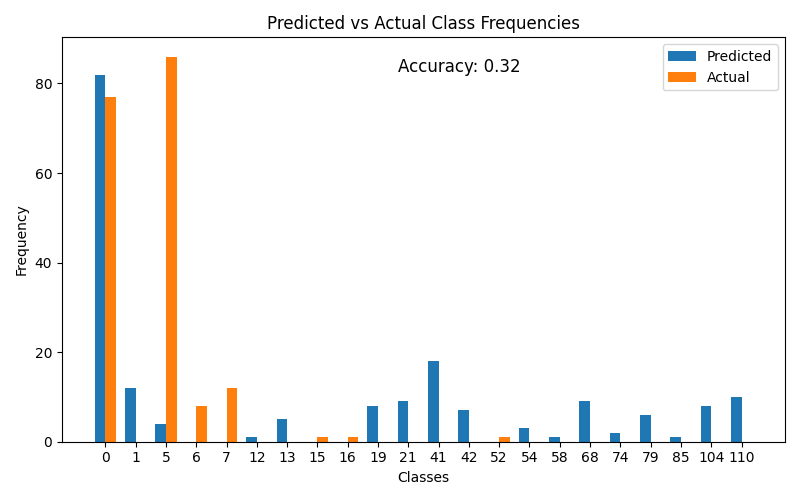 Predicted vs Actual Class Frequencies
Accuracy: 0.32
Predicted
Actual
Frequency
80
60
40
20
0
0 1 5 6 7 12 13 15 16 19 21 41 42 52 54 58 68 74 79 85 104 110
Classes